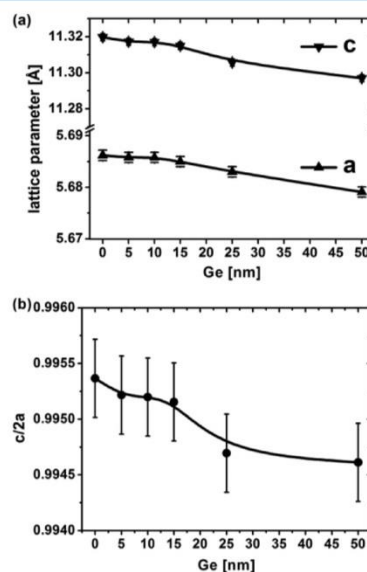 (a)
11.32
11.30
11.28
5.69
5.68
5.67
lattice parameter [Å]
c
a
0 5 10 15 20 25 30 35 40 45 50
Ge [nm]
(b)
0.9960
0.9955
0.9950
0.9945
0.9940
c/2a
0 5 10 15 20 25 30 35 40 45 50
Ge [nm]